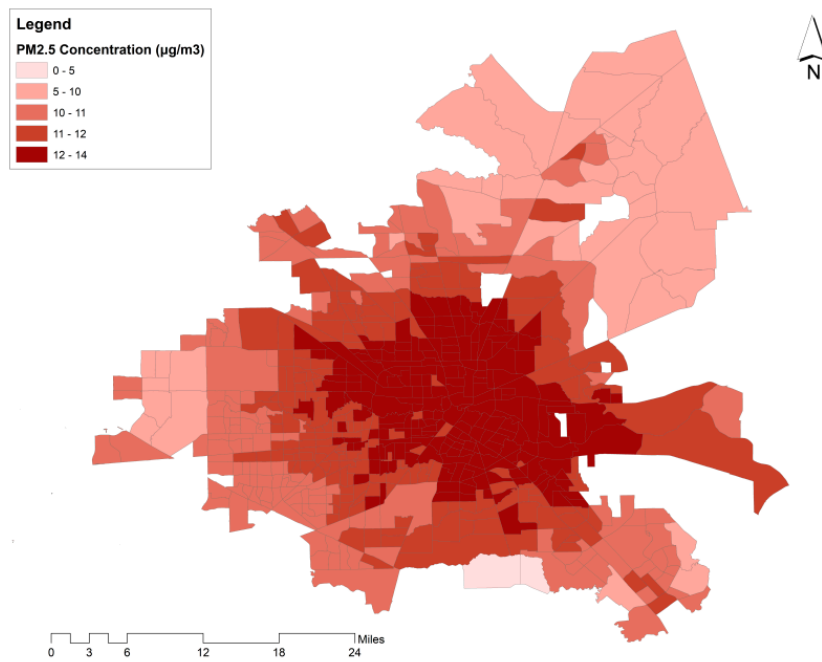 Legend
PM2.5 Concentration (µg/m3)
0 - 5
5 - 10
10 - 11
11 - 12
12 - 14
N
Miles
0 3 6 12 18 24